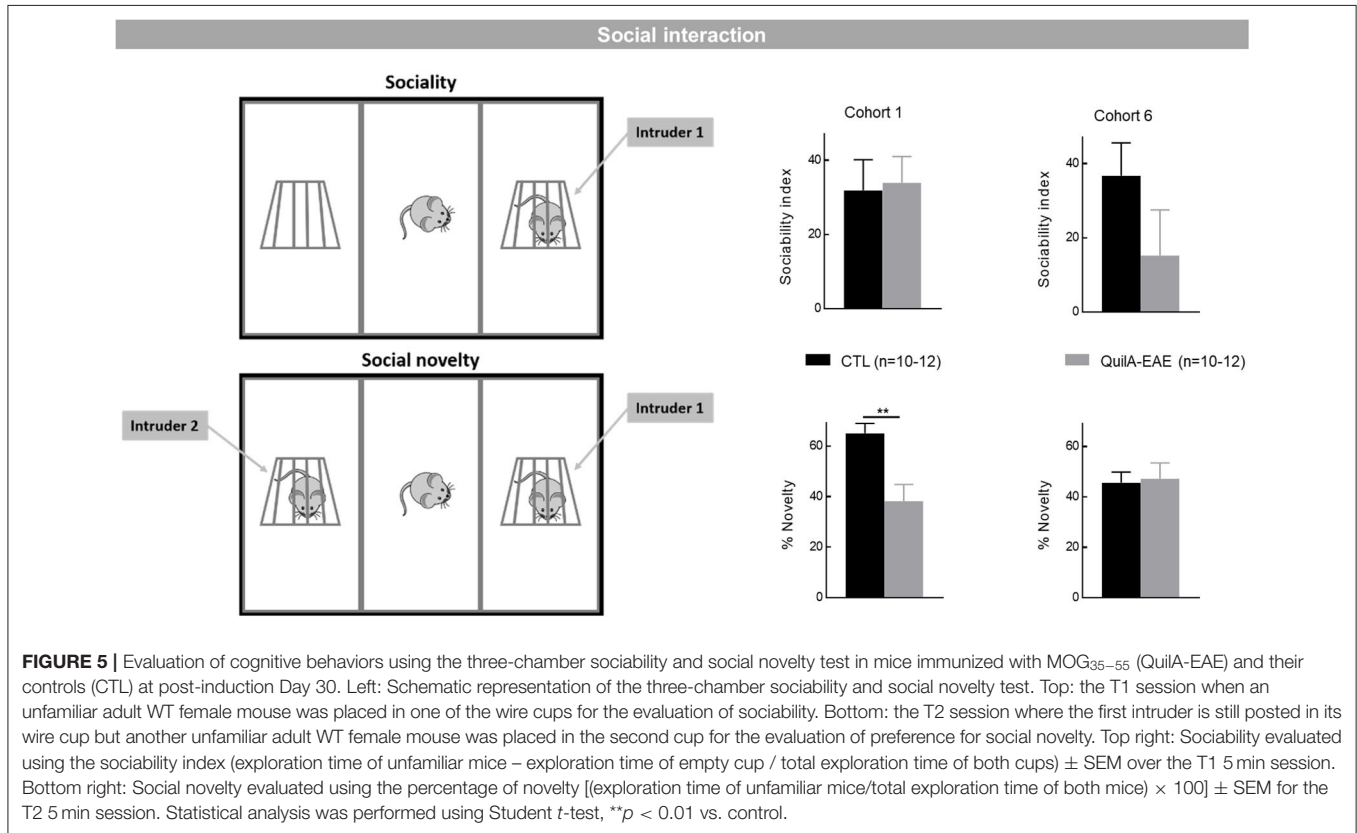 Social interaction
Sociality
Intruder 1
Social novelty
Intruder 2
Intruder 1
Cohort 1
Sociability index
40
20
0
Cohort 6
Sociability index
40
20
0
CTL (n=10-12)
QuilA-EAE (n=10-12)
% Novelty
60
40
20
0
**
% Novelty
60
40
20
0
FIGURE 5 | Evaluation of cognitive behaviors using the three-chamber sociability and social novelty test in mice immunized with MOG₃₅₋₅₅ (QuilA-EAE) and their
controls (CTL) at post-induction Day 30. Left: Schematic representation of the three-chamber sociability and social novelty test. Top: the T1 session when an
unfamiliar adult WT female mouse was placed in one of the wire cups for the evaluation of sociability. Bottom: the T2 session where the first intruder is still posted in its
wire cup but another unfamiliar adult WT female mouse was placed in the second cup for the evaluation of preference for social novelty. Top right: Sociability evaluated
using the sociability index (exploration time of unfamiliar mice – exploration time of empty cup / total exploration time of both cups) ± SEM over the T1 5 min session.
Bottom right: Social novelty evaluated using the percentage of novelty [(exploration time of unfamiliar mice/total exploration time of both mice) × 100] ± SEM for the
T2 5 min session. Statistical analysis was performed using Student t-test, **p < 0.01 vs. control.